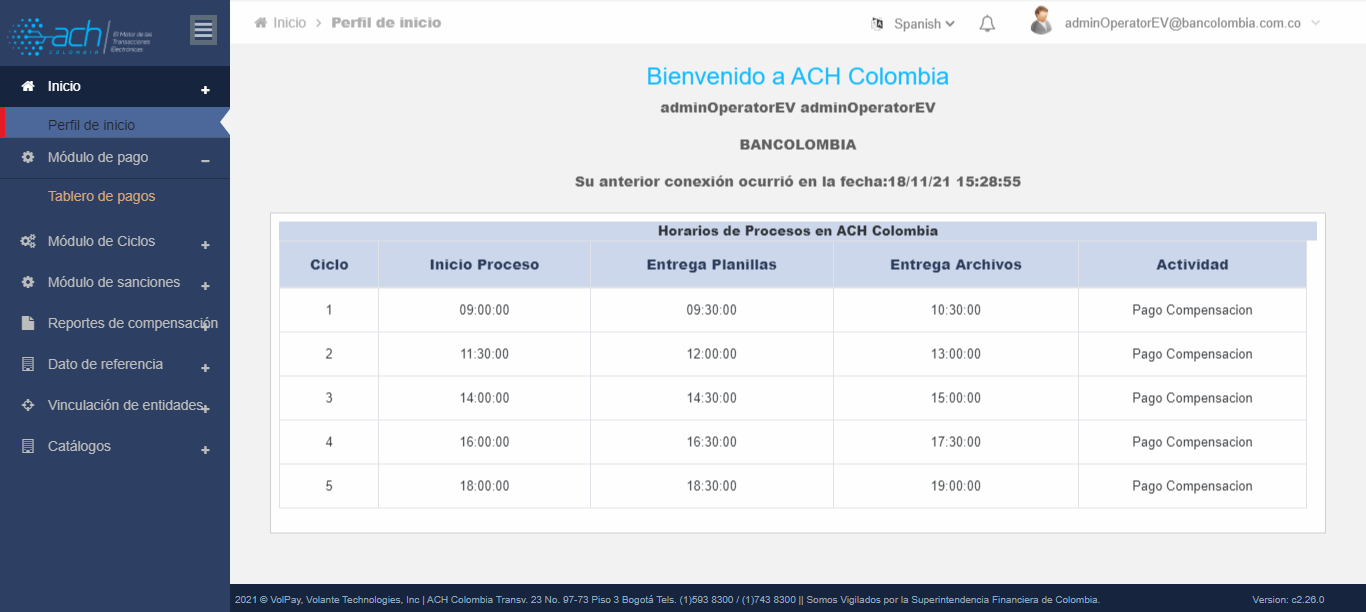 ach
COLOMBIA
El Motor de las
Transacciones
Electrónicas
Inicio
Perfil de inicio
Módulo de pago
Tablero de pagos
Módulo de Ciclos
Módulo de sanciones
Reportes de compensación
Dato de referencia
Vinculación de entidades
Catálogos
Inicio > Perfil de inicio
Spanish
adminOperatorEV@bancolombia.com.co
Bienvenido a ACH Colombia
adminOperatorEV adminOperatorEV
BANCOLOMBIA
Su anterior conexión ocurrió en la fecha:18/11/21 15:28:55
Horarios de Procesos en ACH Colombia
Ciclo Inicio Proceso Entrega Planillas Entrega Archivos Actividad
1 09:00:00 09:30:00 10:30:00 Pago Compensacion
2 11:30:00 12:00:00 13:00:00 Pago Compensacion
3 14:00:00 14:30:00 15:00:00 Pago Compensacion
4 16:00:00 16:30:00 17:30:00 Pago Compensacion
5 18:00:00 18:30:00 19:00:00 Pago Compensacion
2021 © VolPay, Volante Technologies, Inc | ACH Colombia Transv. 23 No. 97-73 Piso 3 Bogotá Tels. (1)593 8300 / (1)743 8300 || Somos Vigilados por la Superintendencia Financiera de Colombia. Version: c2.26.0